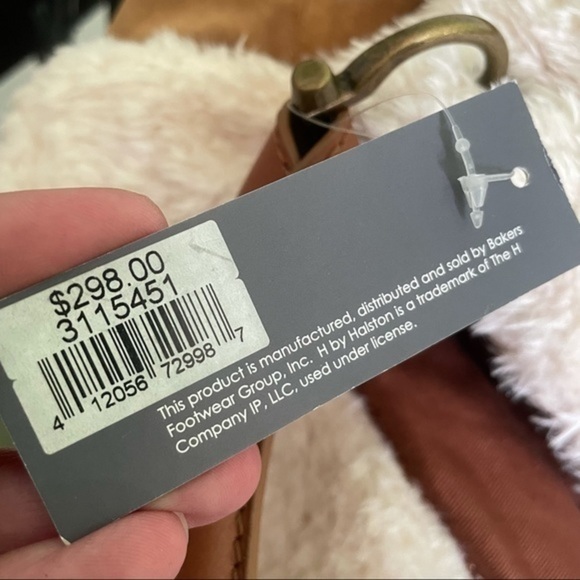 $298.00
3115451
4 12056 72998 7
This product is manufactured, distributed and sold by Bakers
Footwear Group, Inc. H by Halston is a trademark of The H
Company IP, LLC, used under license.